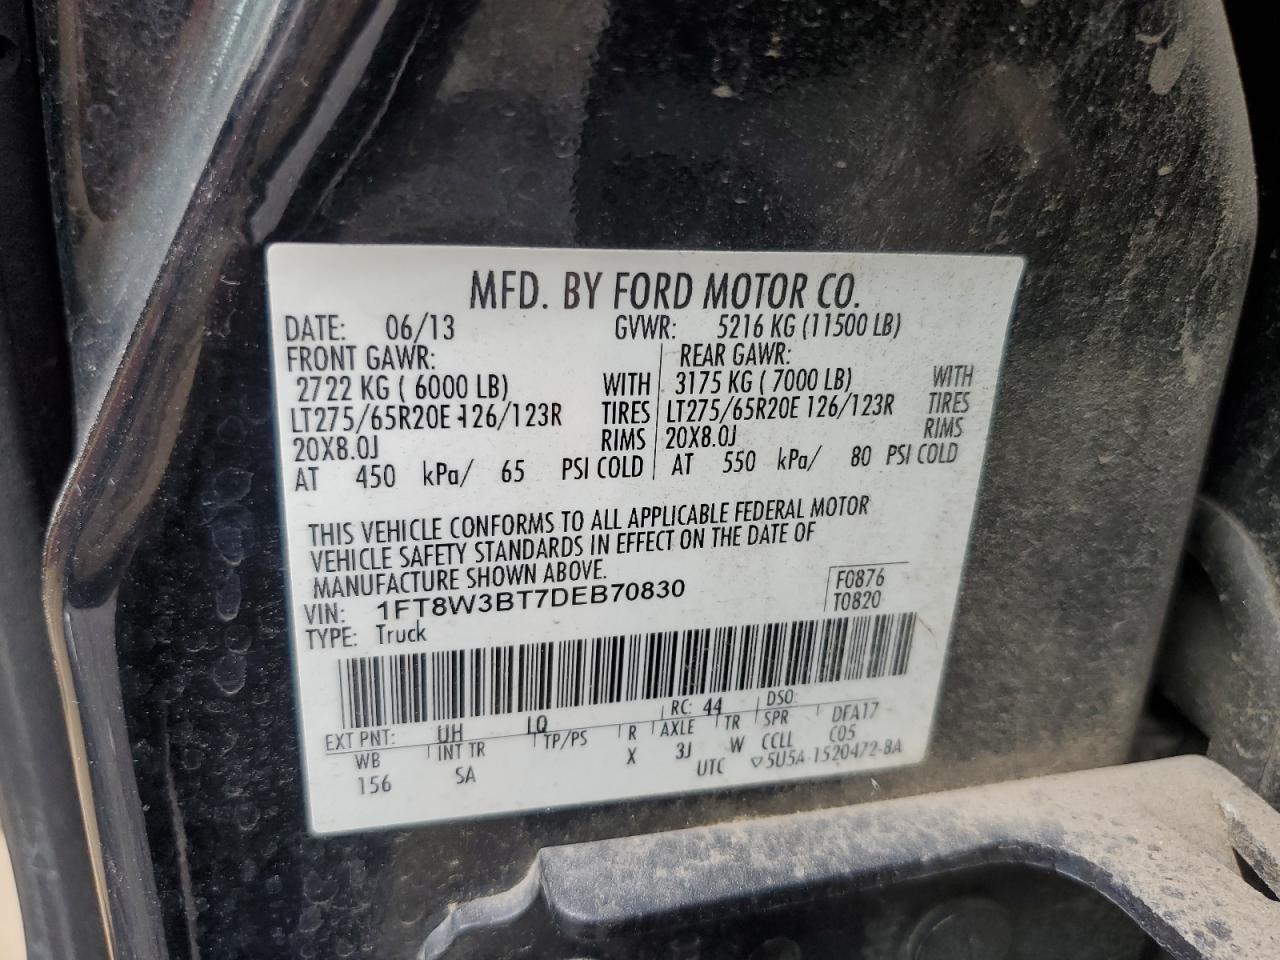 MFD. BY FORD MOTOR CO.
DATE: 06/13 GVWR: 5216 KG (11500 LB)
FRONT GAWR: REAR GAWR:
2722 KG ( 6000 LB) WITH 3175 KG ( 7000 LB) WITH
LT275/65R20E 126/123R TIRES LT275/65R20E 126/123R TIRES
20X8.0J RIMS 20X8.0J RIMS
AT 450 kPa/ 65 PSI COLD AT 550 kPa/ 80 PSI COLD
THIS VEHICLE CONFORMS TO ALL APPLICABLE FEDERAL MOTOR
VEHICLE SAFETY STANDARDS IN EFFECT ON THE DATE OF
MANUFACTURE SHOWN ABOVE.
VIN: 1FT8W3BT7DEB70830 F0876
TYPE: Truck T0820
EXT PNT: UH LQ RC: 44 DSO:
WB INT TR TP/PS R AXLE TR SPR DFA17
156 SA X 3J W CCLL C05
UTC ▽5U5A-1520472-BA